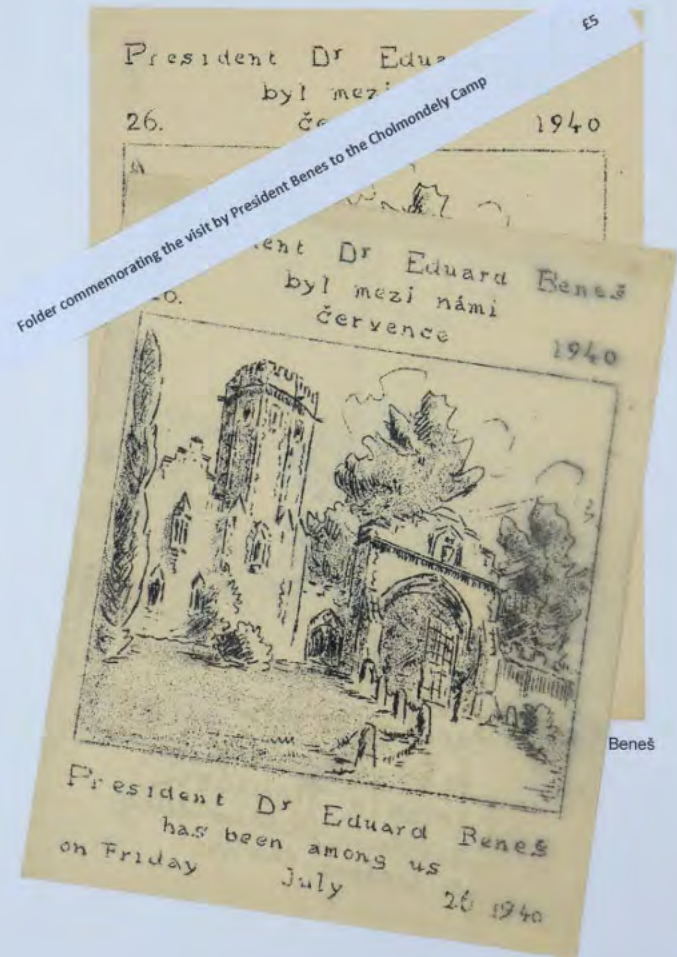 £5
Folder commemorating the visit by President Benes to the Cholmondely Camp
President Dr
byl mezi
26. 1940
Dr Eduard Beneš
byl mezi námi
července 1940
Beneš
President Dr Eduard Beneš
has been among us
on Friday July 26 1940